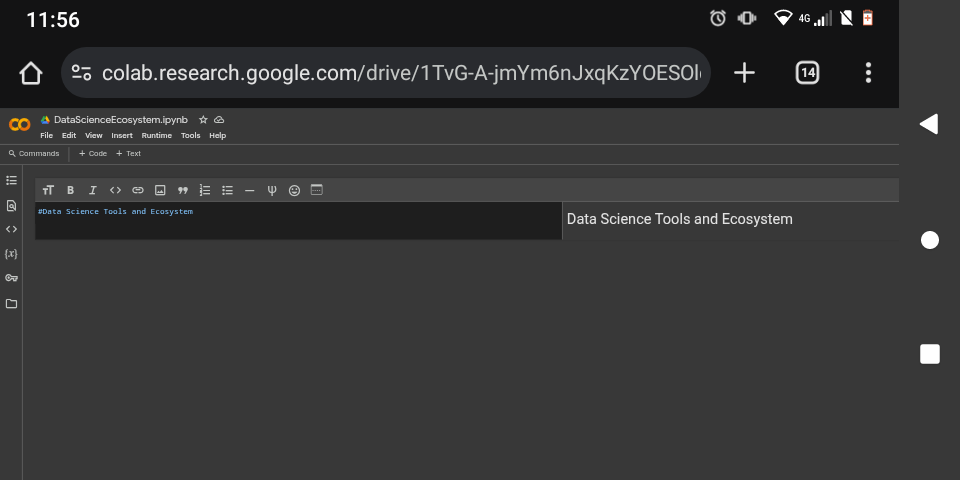 11:56
4G
colab.research.google.com/drive/1TvG-A-jmYm6nJxqKzYOESOl
14
DataScienceEcosystem.ipynb
File Edit View Insert Runtime Tools Help
Commands + Code + Text
#Data Science Tools and Ecosystem
Data Science Tools and Ecosystem